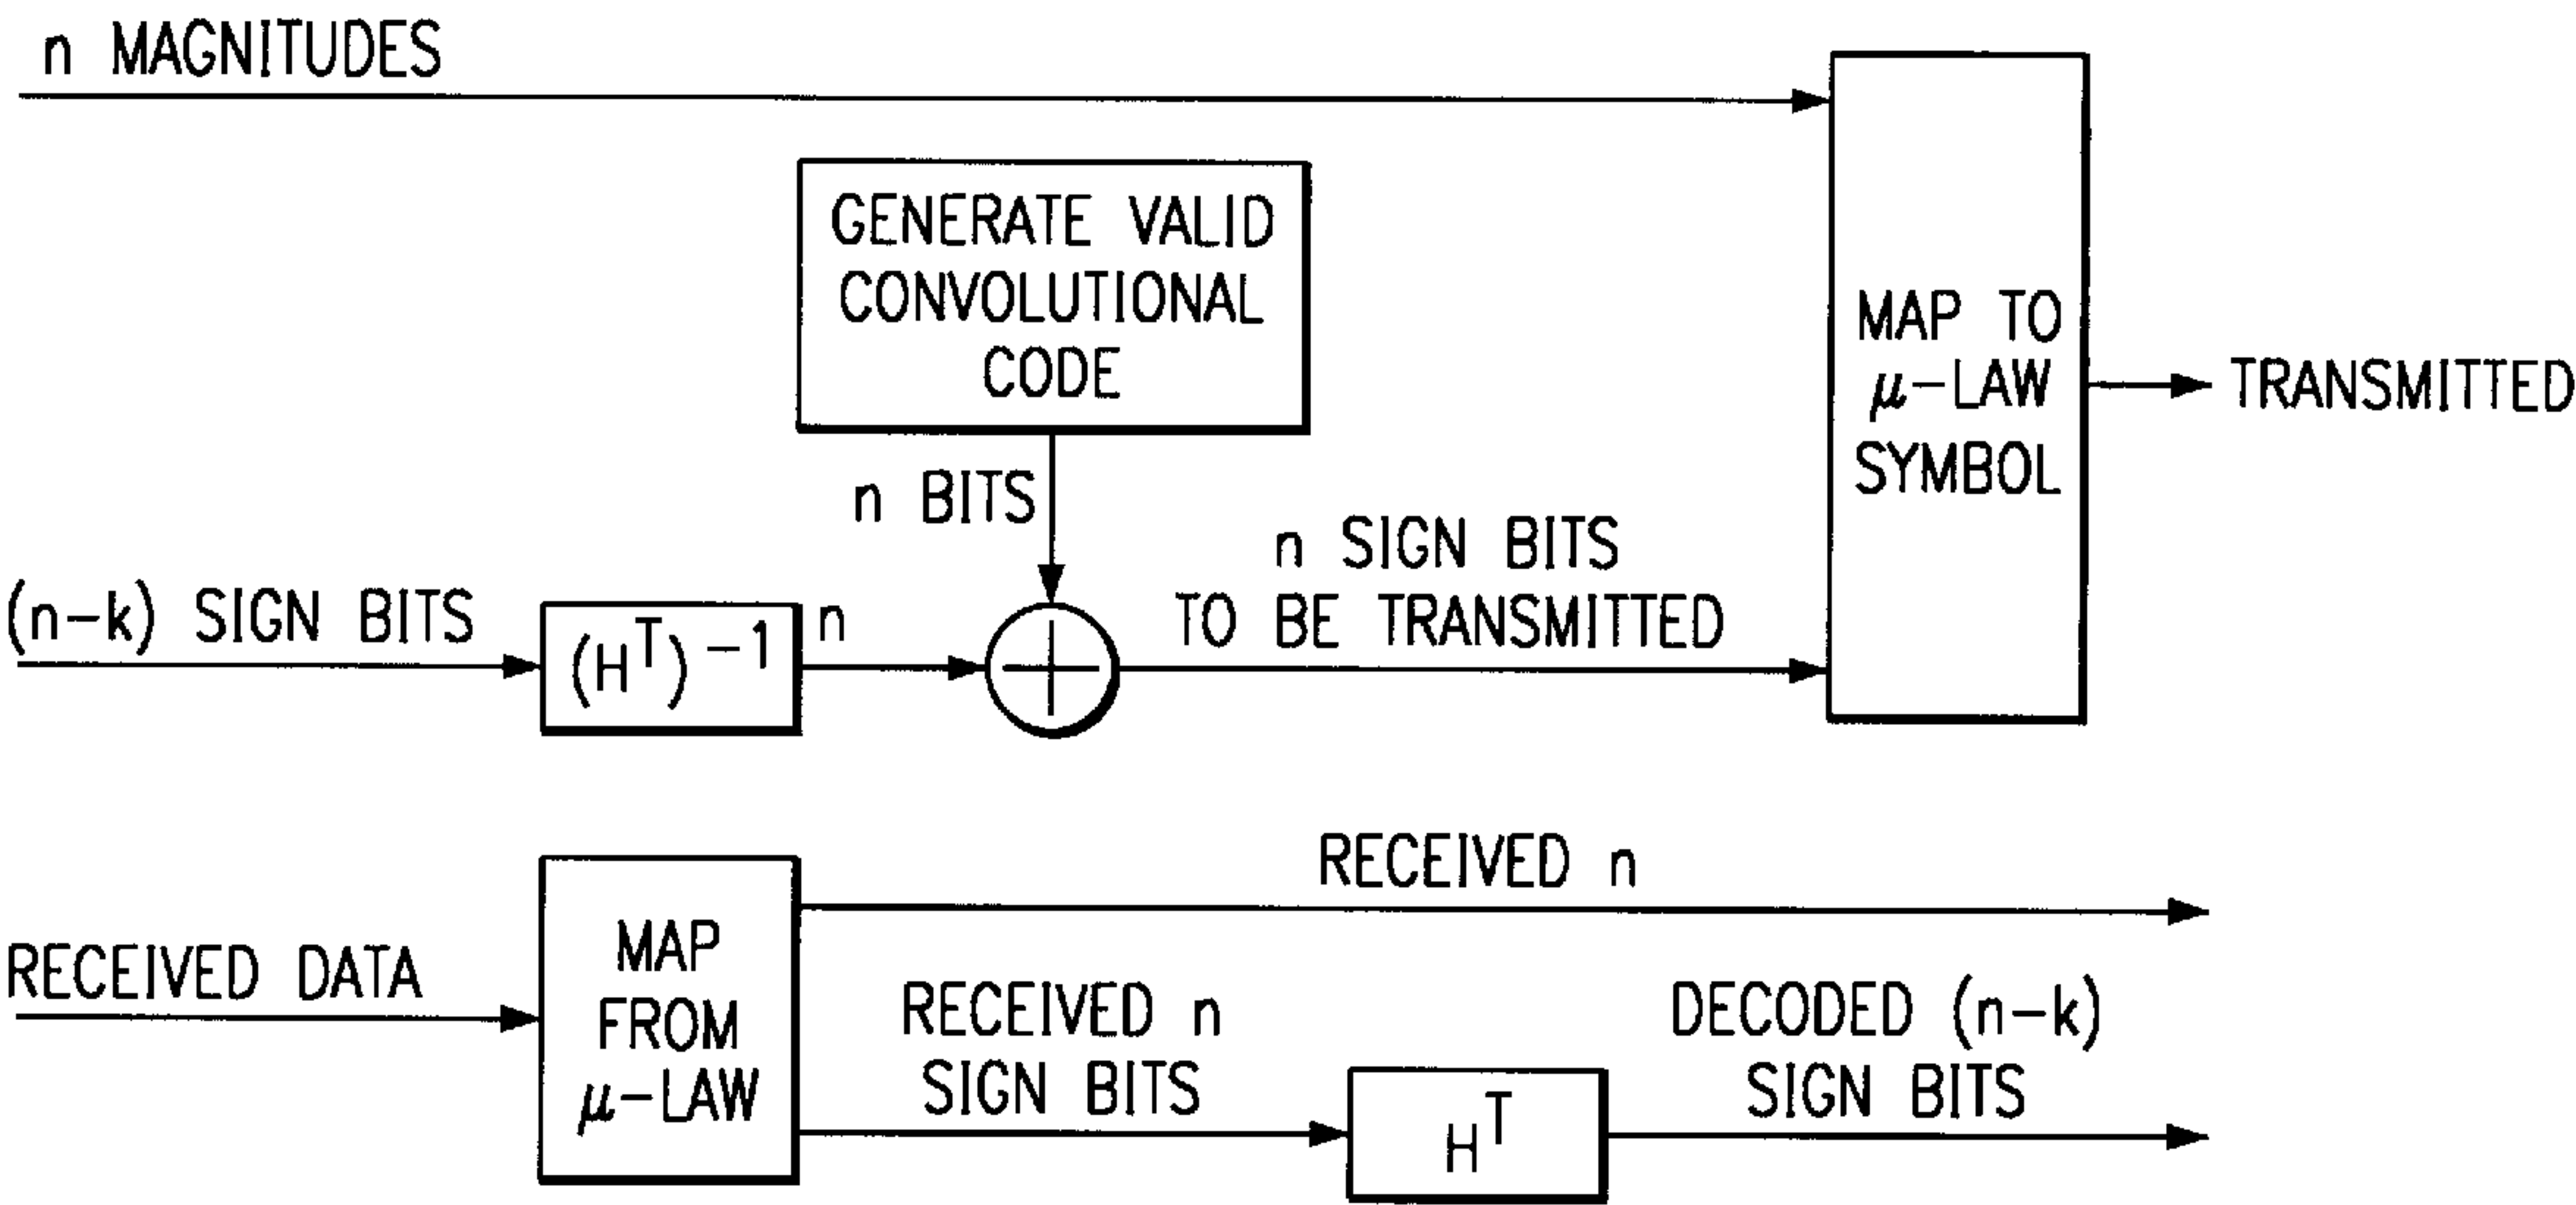 n MAGNITUDES
GENERATE VALID
CONVOLUTIONAL
CODE
MAP TO
μ-LAW
SYMBOL
TRANSMITTED
n BITS
n SIGN BITS
TO BE TRANSMITTED
(n-k) SIGN BITS
(H^T)^-1
n
RECEIVED DATA
MAP
FROM
μ-LAW
RECEIVED n
RECEIVED n
SIGN BITS
H^T
DECODED (n-k)
SIGN BITS